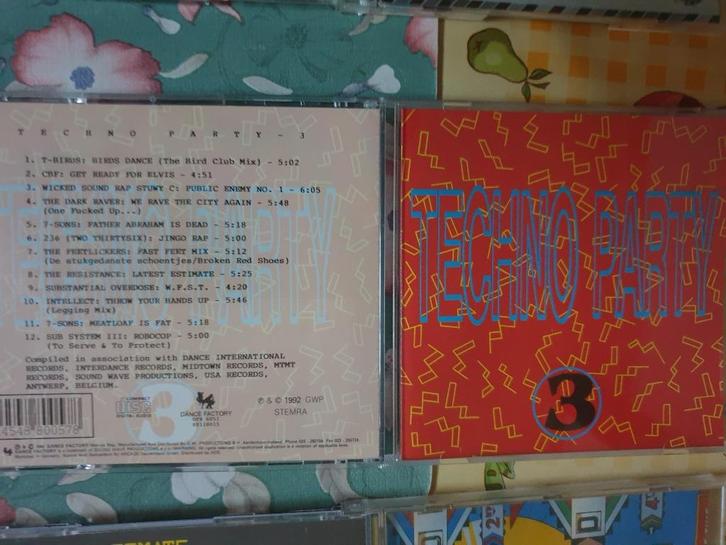 TECHNO PARTY - 3
1. T-BIRDS: BIRDS DANCE (The Bird Club Mix) - 5:02
2. CBF: GET READY FOR ELVIS - 4:51
3. WICKED SOUND RAP STUWY C: PUBLIC ENEMY NO. 1 - 6:05
4. THE DARK RAVER: WE RAVE THE CITY AGAIN - 5:48
(One Fucked Up...)
5. 7-SONS: FATHER ABRAHAM IS DEAD - 5:18
6. 236 (TWO THIRTYSIX): JINGO RAP - 5:00
7. THE FEETLICKERS: FAST FEET MIX - 5:12
(De stukgedanste schoentjes/Broken Red Shoes)
8. THE RESISTANCE: LATEST ESTIMATE - 5:25
9. SUBSTANTIAL OVERDOSE: W.F.S.T. - 4:20
10. INTELLECT: THROW YOUR HANDS UP - 5:46
(Legging Mix)
11. 7-SONS: MEATLOAF IS FAT - 5:18
12. SUB SYSTEM III: ROBOCOP - 5:00
(To Serve & To Protect)
Compiled in association with DANCE INTERNATIONAL
RECORDS, INTERDANCE RECORDS, MIDTOWN RECORDS, MTMT
RECORDS, SOUND WAVE PRODUCTIONS, USA RECORDS,
ANTWERP, BELGIUM.
COMPACT
disc
DIGITAL AUDIO
DANCE FACTORY
℗ & © 1992 GWP
STEMRA
3
TECHNO PARTY
3